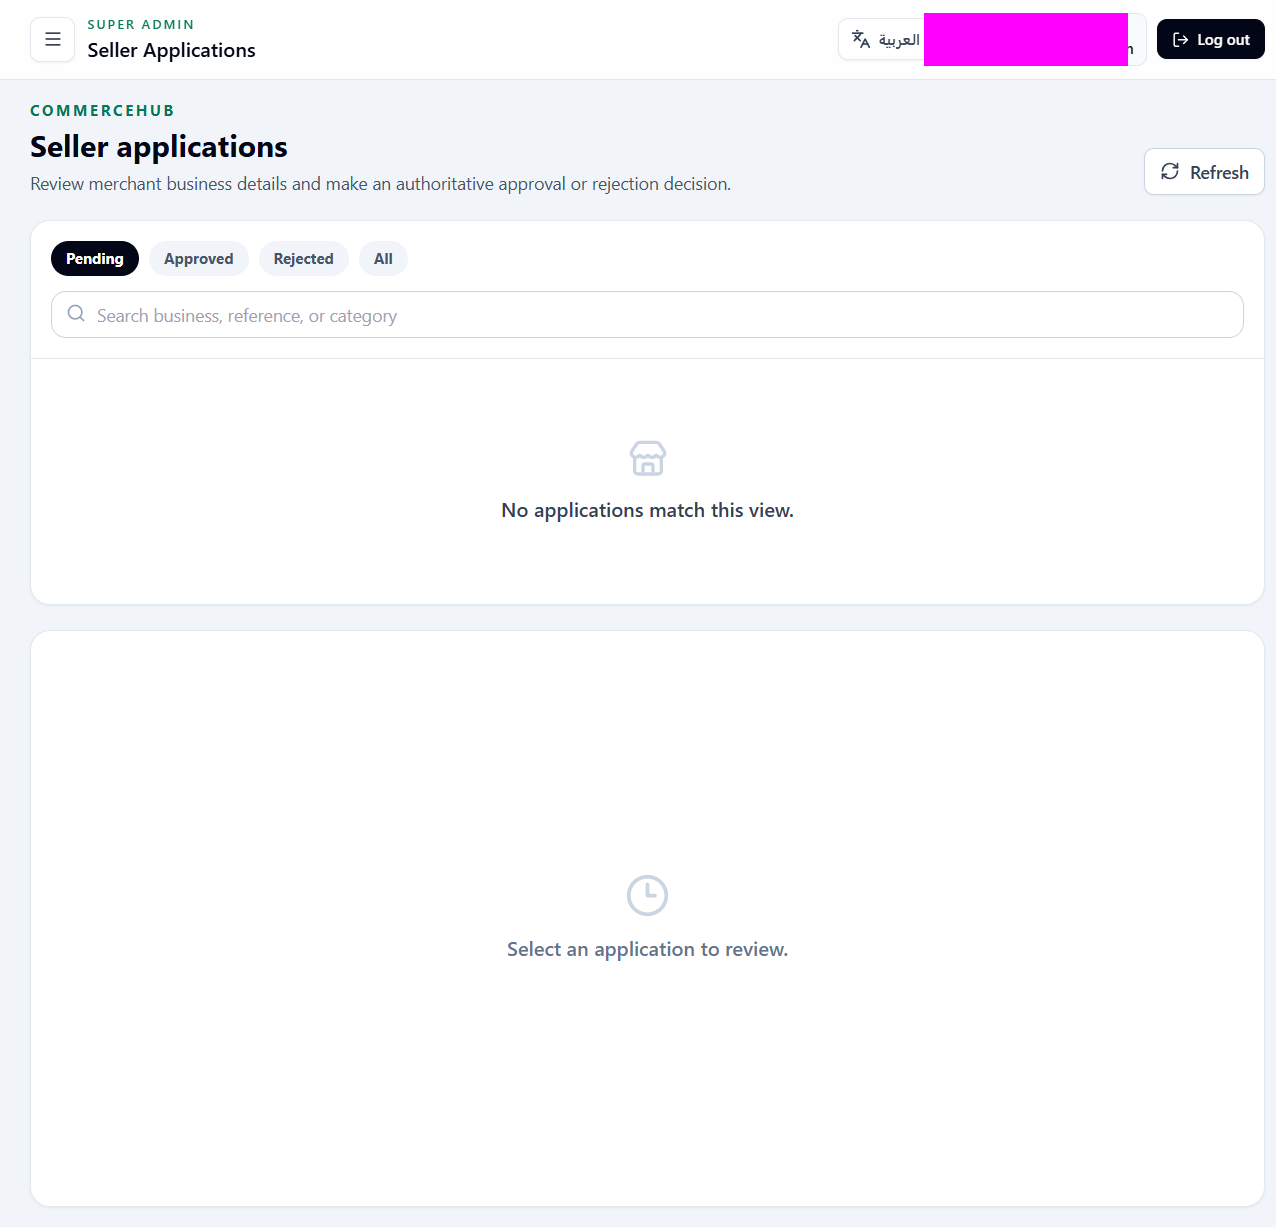 SUPER ADMIN
Seller Applications
العربية
Log out
COMMERCEHUB
Seller applications
Review merchant business details and make an authoritative approval or rejection decision.
Refresh
Pending
Approved
Rejected
All
Search business, reference, or category
No applications match this view.
Select an application to review.